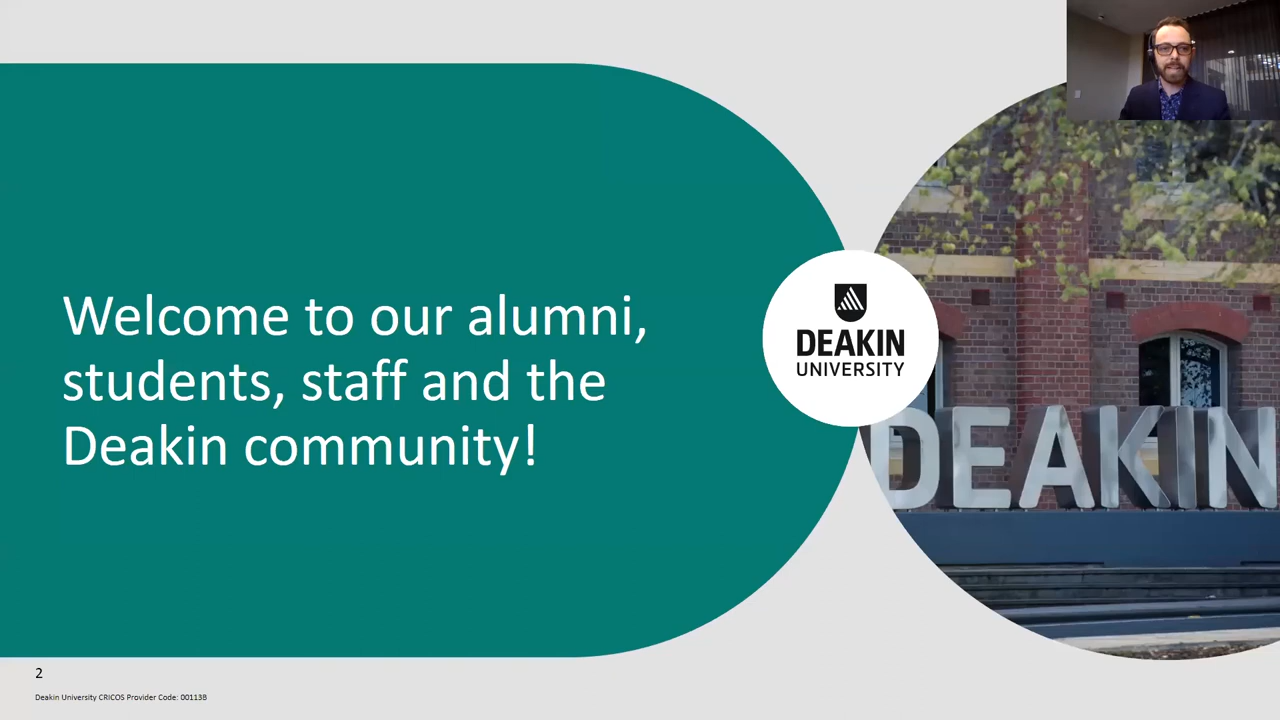 Welcome to our alumni,
students, staff and the
Deakin community!
DEAKIN
UNIVERSITY
DEAKIN
2
Deakin University CRICOS Provider Code: 00113B